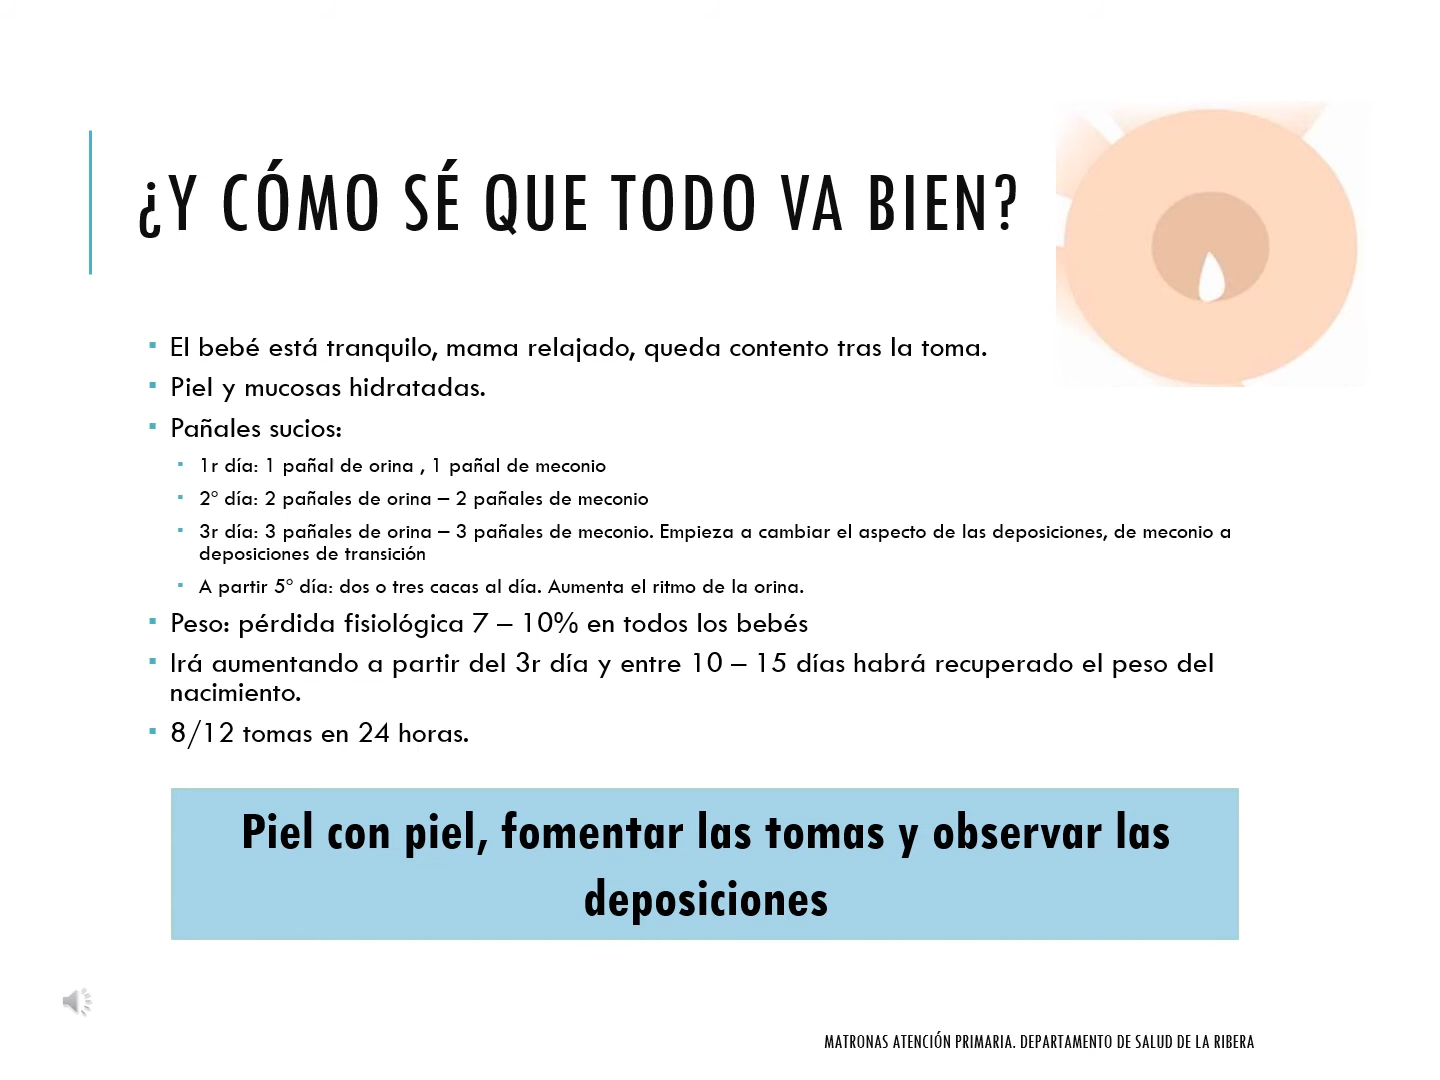 ¿Y CÓMO SÉ QUE TODO VA BIEN?
▪ El bebé está tranquilo, mama relajado, queda contento tras la toma.
▪ Piel y mucosas hidratadas.
▪ Pañales sucios:
▪ 1r día: 1 pañal de orina , 1 pañal de meconio
▪ 2º día: 2 pañales de orina – 2 pañales de meconio
▪ 3r día: 3 pañales de orina – 3 pañales de meconio. Empieza a cambiar el aspecto de las deposiciones, de meconio a
deposiciones de transición
▪ A partir 5º día: dos o tres cacas al día. Aumenta el ritmo de la orina.
▪ Peso: pérdida fisiológica 7 – 10% en todos los bebés
▪ Irá aumentando a partir del 3r día y entre 10 – 15 días habrá recuperado el peso del
nacimiento.
▪ 8/12 tomas en 24 horas.
Piel con piel, fomentar las tomas y observar las
deposiciones
MATRONAS ATENCIÓN PRIMARIA. DEPARTAMENTO DE SALUD DE LA RIBERA